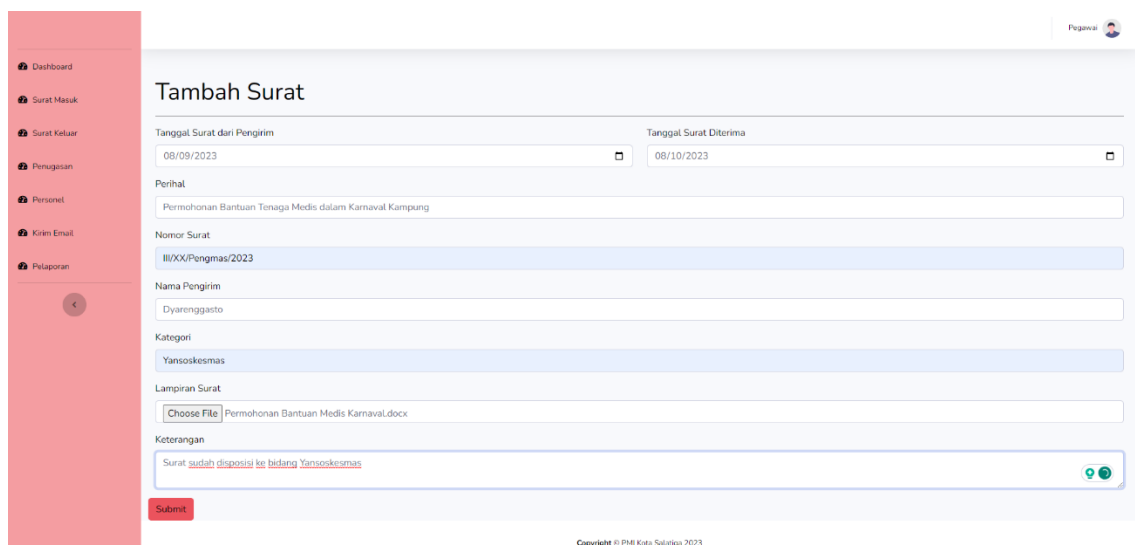 Pegawai
Dashboard
Surat Masuk
Surat Keluar
Penugasan
Personel
Kirim Email
Pelaporan
Tambah Surat
Tanggal Surat dari Pengirim
08/09/2023
Tanggal Surat Diterima
08/10/2023
Perihal
Permohonan Bantuan Tenaga Medis dalam Karnaval Kampung
Nomor Surat
III/XX/Pengmas/2023
Nama Pengirim
Dyarenggasto
Kategori
Yansoskesmas
Lampiran Surat
Choose File Permohonan Bantuan Medis Karnaval.docx
Keterangan
Surat sudah disposisi ke bidang Yansoskesmas
Submit
Copyright © PMI Kota Salatiga 2023